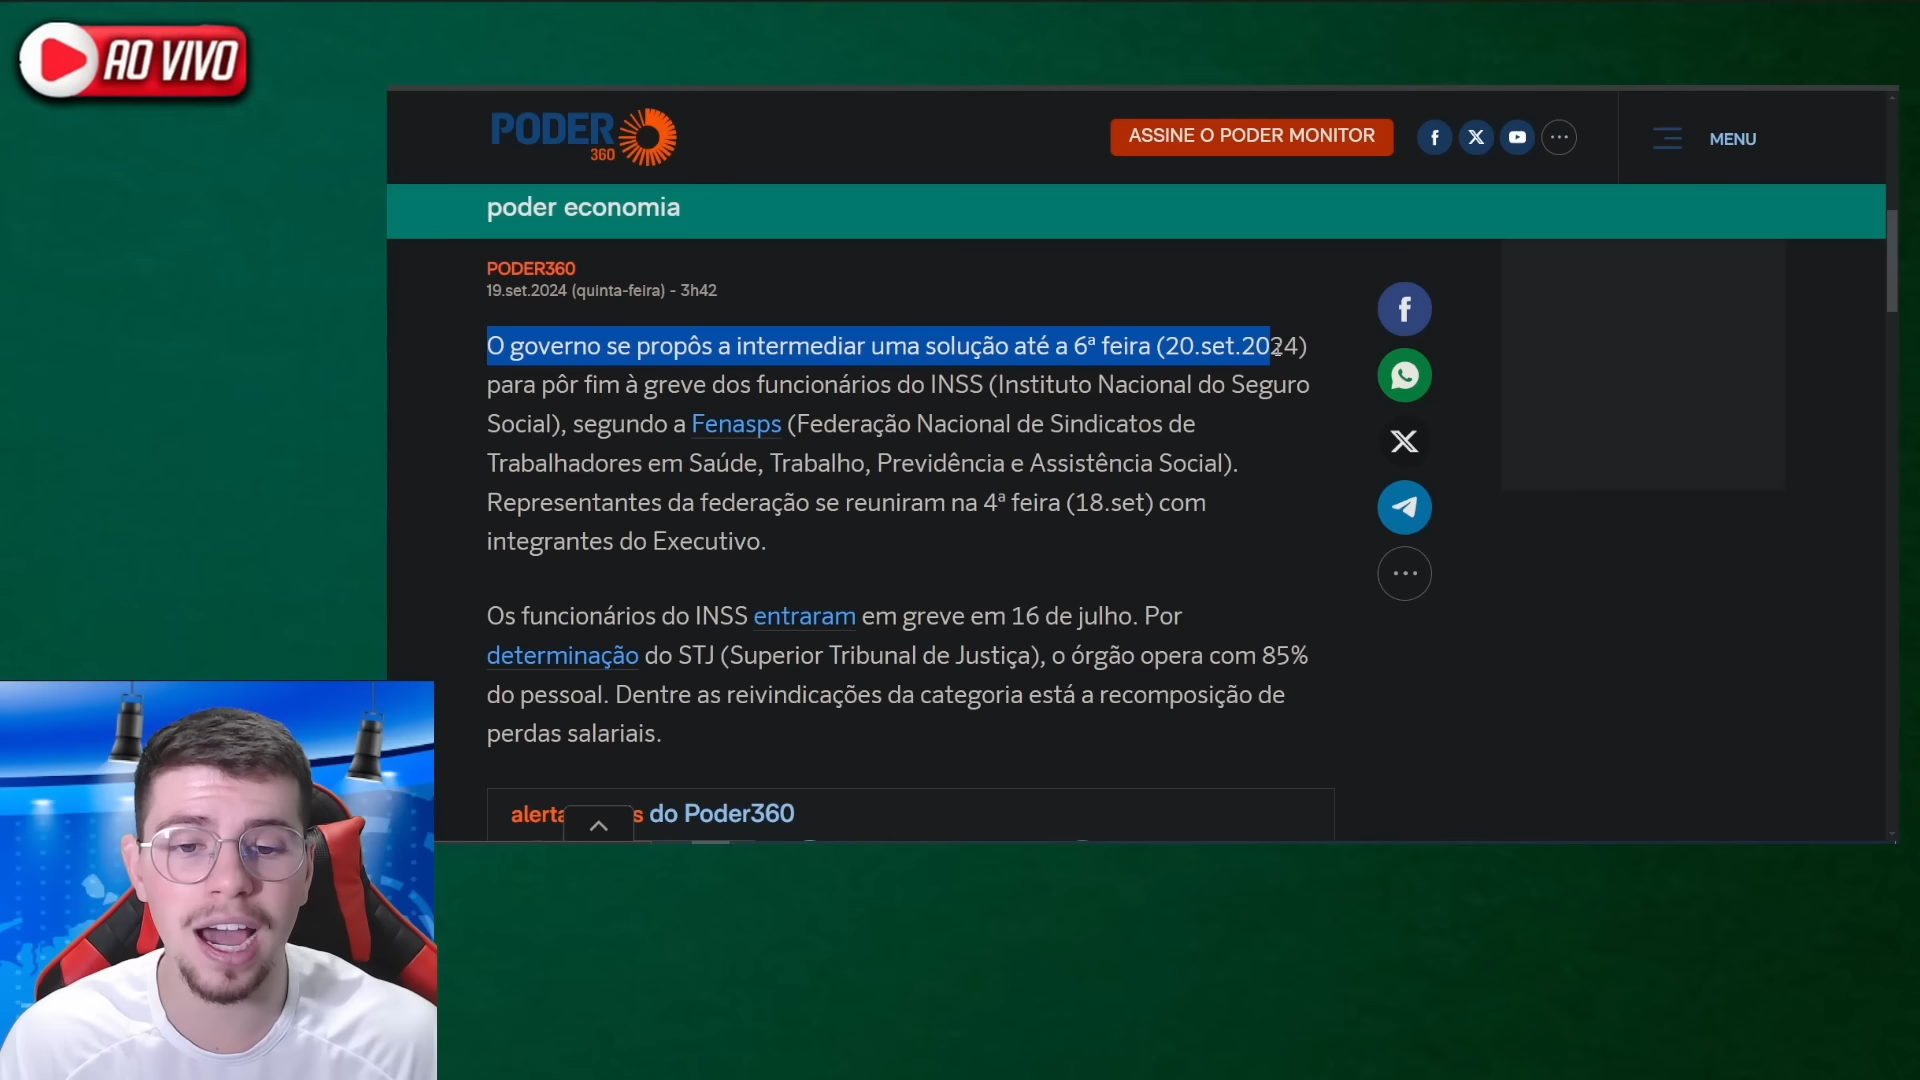 AO VIVO
PODER
360
ASSINE O PODER MONITOR
MENU
poder economia
PODER360
19.set.2024 (quinta-feira) - 3h42
O governo se propôs a intermediar uma solução até a 6ª feira (20.set.2024)
para pôr fim à greve dos funcionários do INSS (Instituto Nacional do Seguro
Social), segundo a Fenasps (Federação Nacional de Sindicatos de
Trabalhadores em Saúde, Trabalho, Previdência e Assistência Social).
Representantes da federação se reuniram na 4ª feira (18.set) com
integrantes do Executivo.
Os funcionários do INSS entraram em greve em 16 de julho. Por
determinação do STJ (Superior Tribunal de Justiça), o órgão opera com 85%
do pessoal. Dentre as reivindicações da categoria está a recomposição de
perdas salariais.
do Poder360